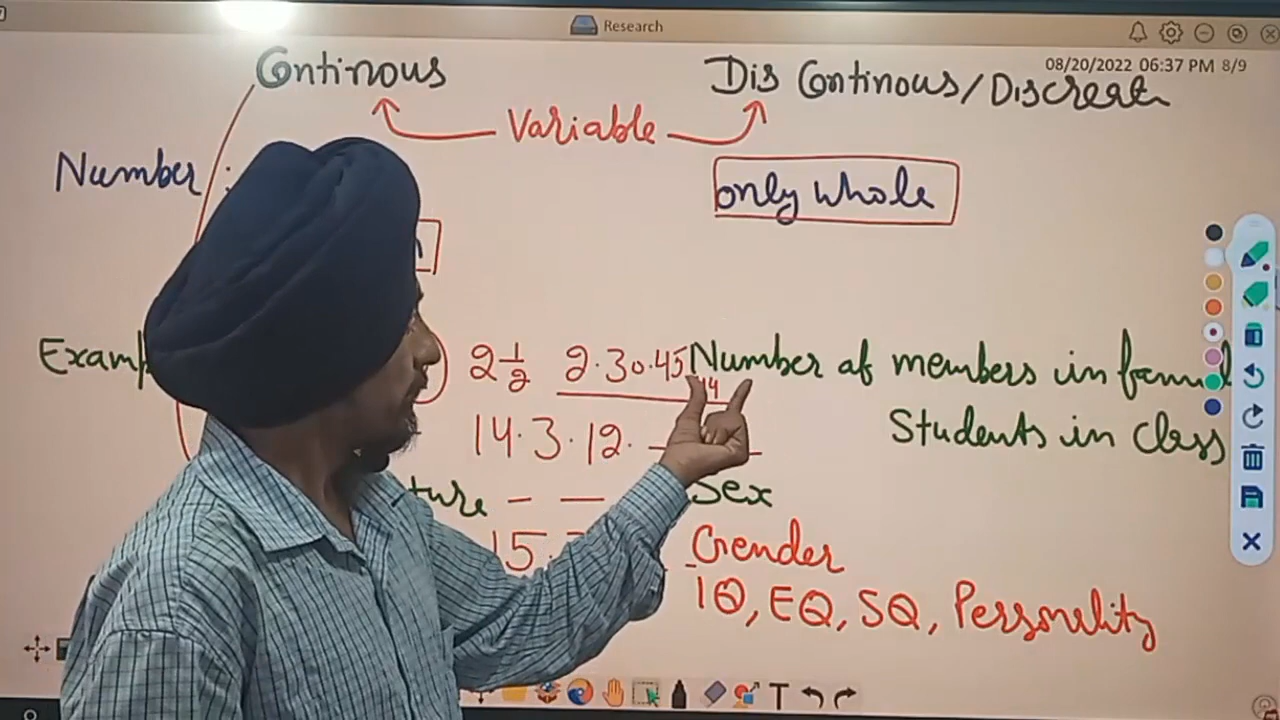 Research
08/20/2022 06:37 PM 8/9
Continous
Dis Continous/Discreat
Variable
Number :
only whole
2 1/2 2.30.45 14
Number of members in
14.3.12. —
Students in class
— —
Sex
15.
Gender
IQ, EQ, SQ, Personality
T